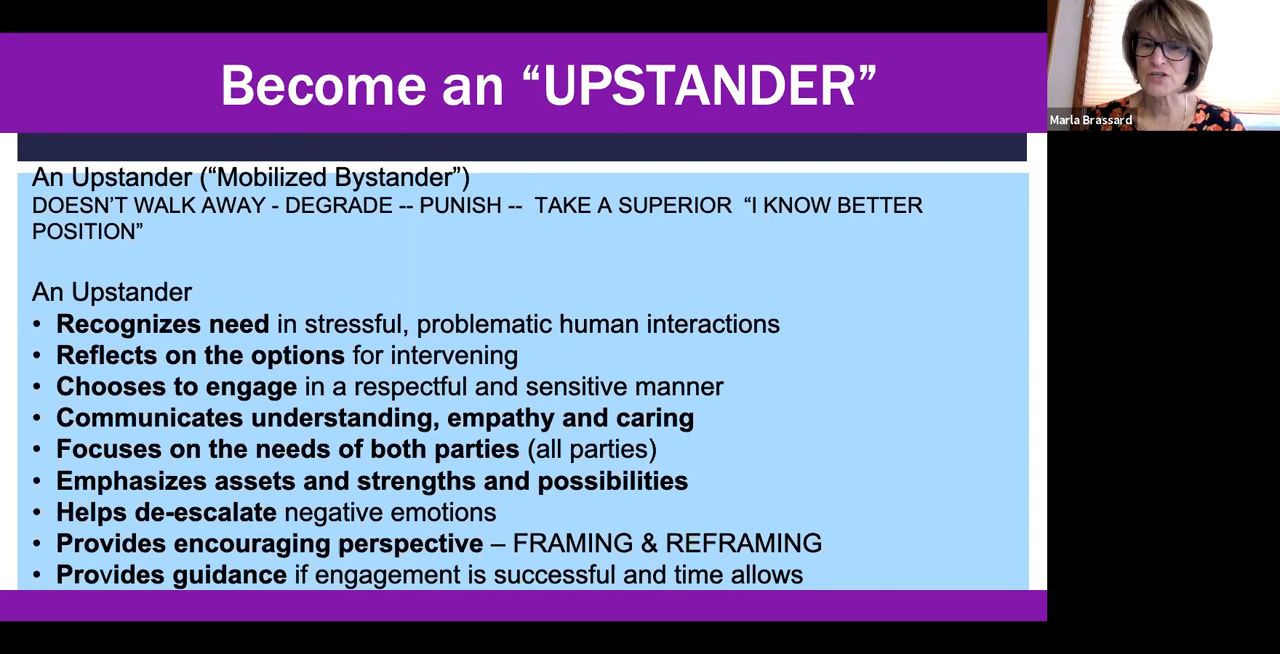 Become an “UPSTANDER”
Marla Brassard
An Upstander (“Mobilized Bystander”)
DOESN’T WALK AWAY - DEGRADE -- PUNISH -- TAKE A SUPERIOR “I KNOW BETTER
POSITION”
An Upstander
• Recognizes need in stressful, problematic human interactions
• Reflects on the options for intervening
• Chooses to engage in a respectful and sensitive manner
• Communicates understanding, empathy and caring
• Focuses on the needs of both parties (all parties)
• Emphasizes assets and strengths and possibilities
• Helps de-escalate negative emotions
• Provides encouraging perspective – FRAMING & REFRAMING
• Provides guidance if engagement is successful and time allows